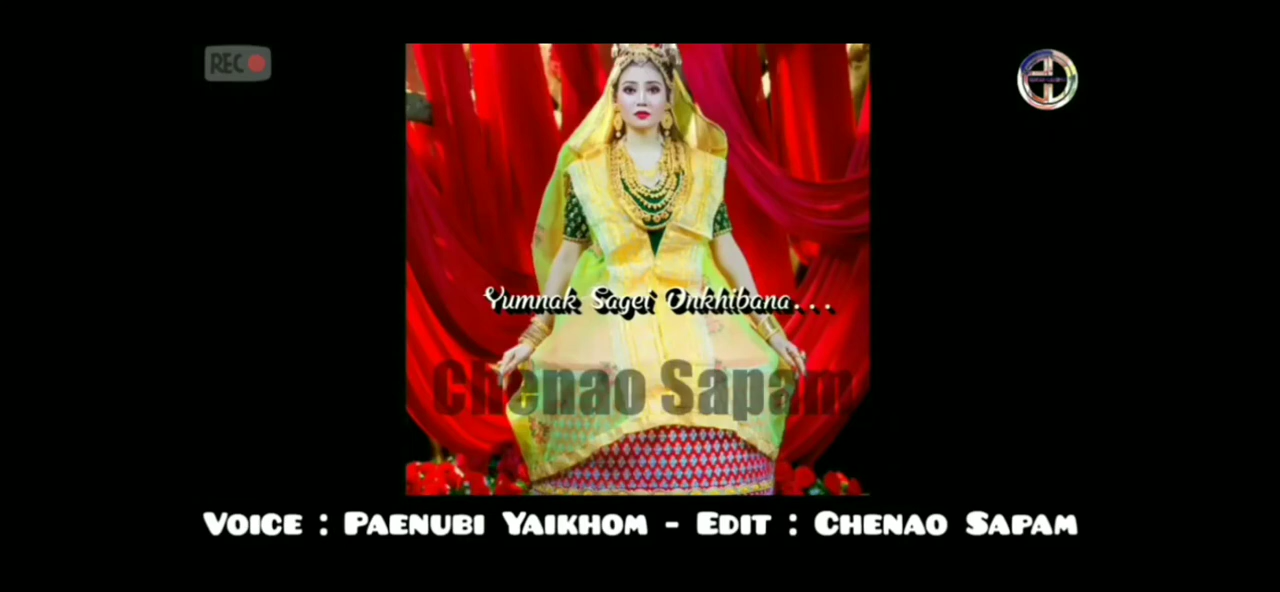 REC
Yumnak Sagei Onkhibana...
Chenao Sapam
Voice : Paenubi Yaikhom - Edit : Chenao Sapam